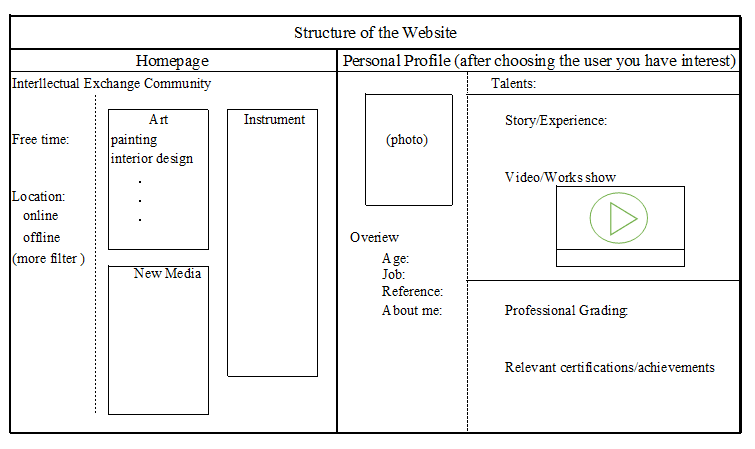 Structure of the Website
Homepage
Personal Profile (after choosing the user you have interest)
Interllectual Exchange Community
Free time:
Location:
online
offline
(more filter )
Art
painting
interior design
.
.
.
New Media
Instrument
(photo)
Overiew
Age:
Job:
Reference:
About me:
Talents:
Story/Experience:
Video/Works show
Professional Grading:
Relevant certifications/achievements